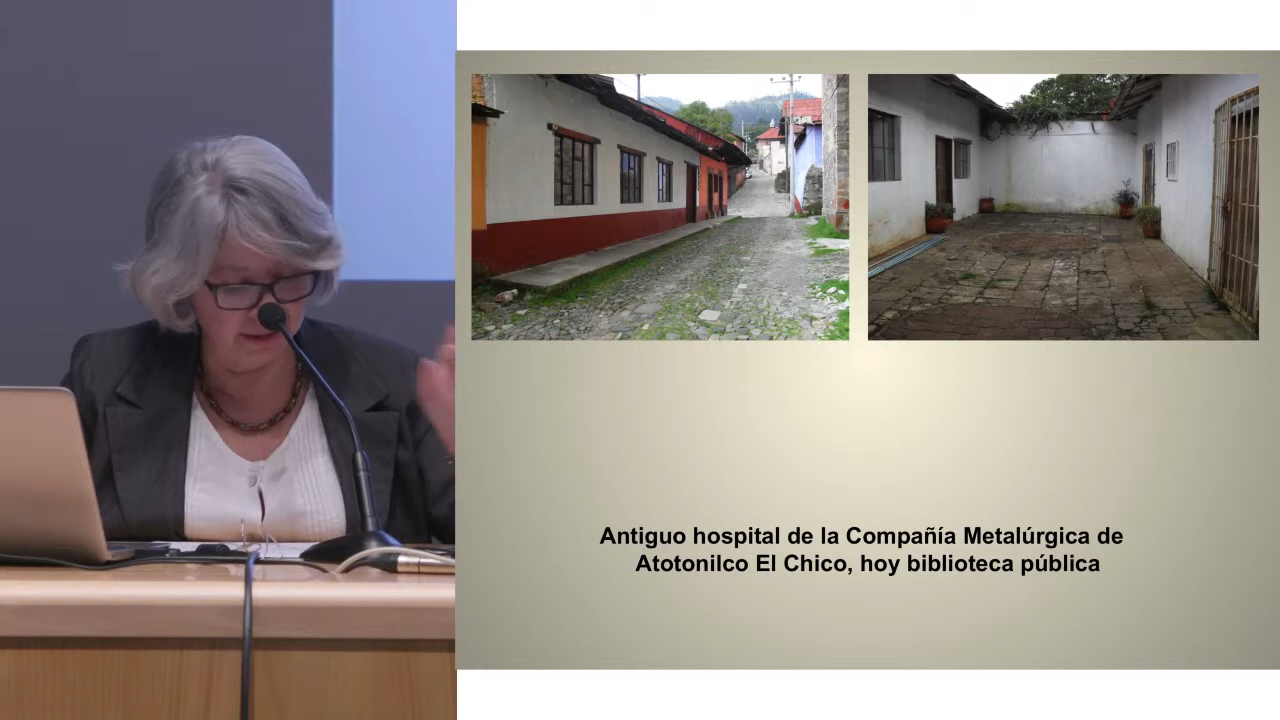 Antiguo hospital de la Compañía Metalúrgica de
Atotonilco El Chico, hoy biblioteca pública